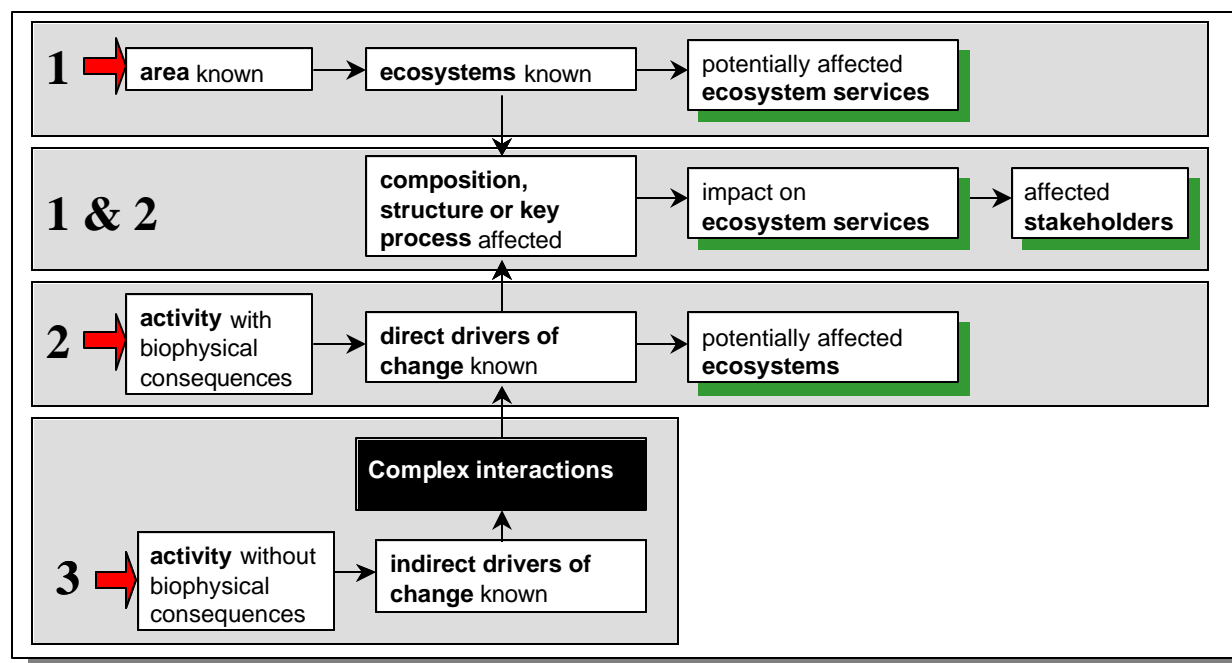 1
area known
ecosystems known
potentially affected
ecosystem services
1 & 2
composition,
structure or key
process affected
impact on
ecosystem services
affected
stakeholders
2
activity with
biophysical
consequences
direct drivers of
change known
potentially affected
ecosystems
Complex interactions
3
activity without
biophysical
consequences
indirect drivers of
change known